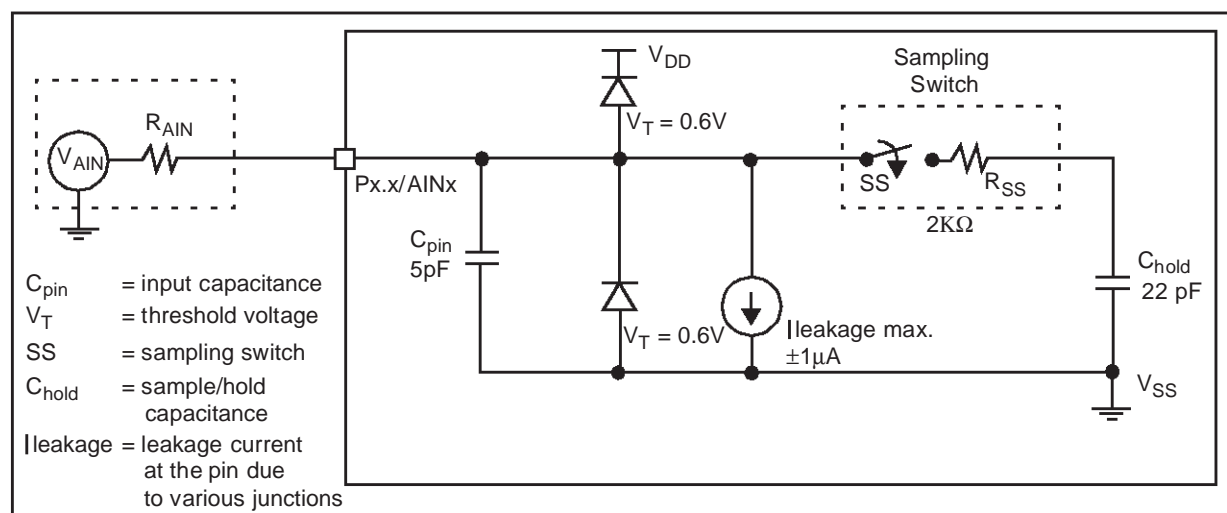 V_DD
Sampling
Switch
R_AIN
V_T = 0.6V
V_AIN
Px.x/AINx
SS
R_SS
2KΩ
C_pin
5pF
C_hold
22 pF
V_T = 0.6V
I leakage max.
±1μA
V_SS
C_pin = input capacitance
V_T = threshold voltage
SS = sampling switch
C_hold = sample/hold
capacitance
I leakage = leakage current
at the pin due
to various junctions